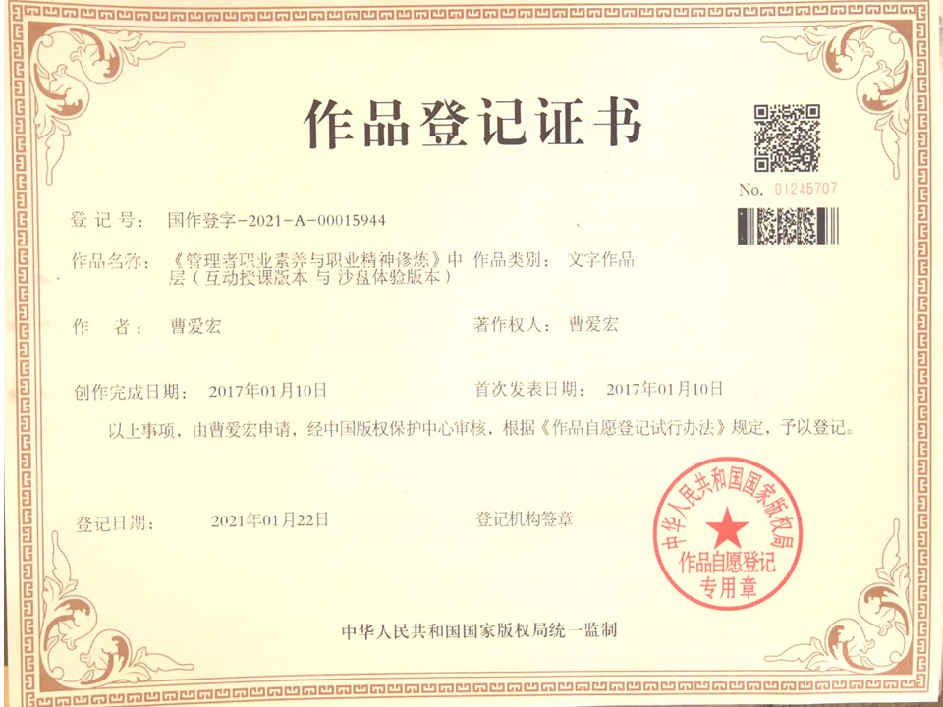 作品登记证书
No. 01245707
登 记 号： 国作登字-2021-A-00015944
作品名称： 《管理者职业素养与职业精神修炼》中 作品类别： 文字作品
层（互动授课版本 与 沙盘体验版本）
作 者： 曹爱宏 著作权人： 曹爱宏
创作完成日期： 2017年01月10日 首次发表日期： 2017年01月10日
以上事项，由曹爱宏申请，经中国版权保护中心审核，根据《作品自愿登记试行办法》规定，予以登记。
登记日期： 2021年01月22日 登记机构签章
中华人民共和国国家版权局
作品自愿登记
专用章
中华人民共和国国家版权局统一监制